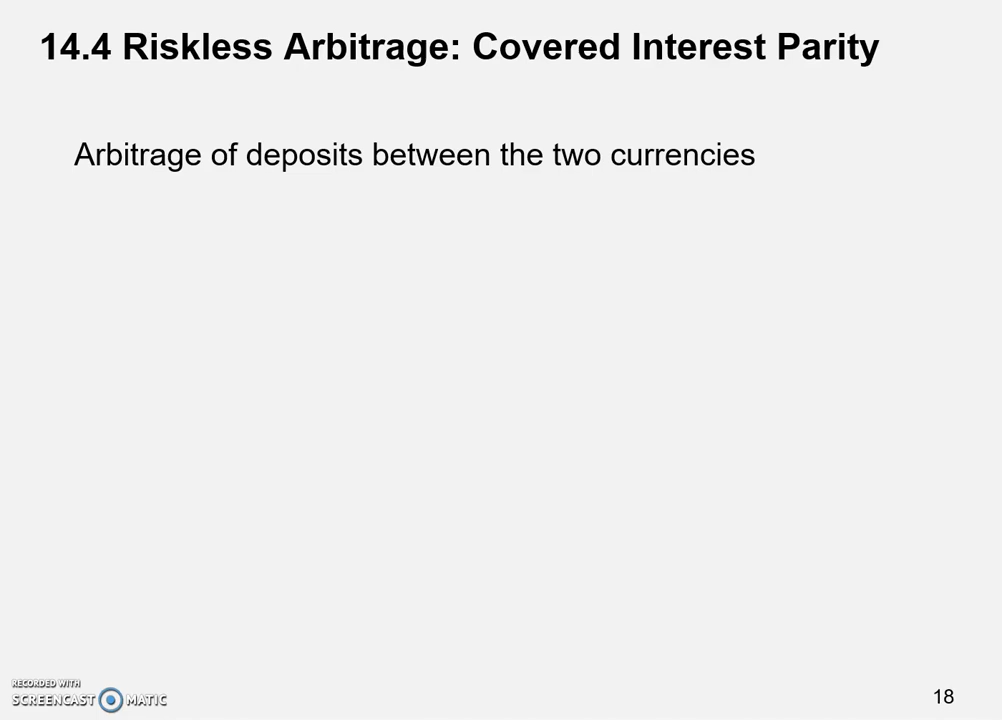 14.4 Riskless Arbitrage: Covered Interest Parity
Arbitrage of deposits between the two currencies
RECORDED WITH
SCREENCAST MATIC
18